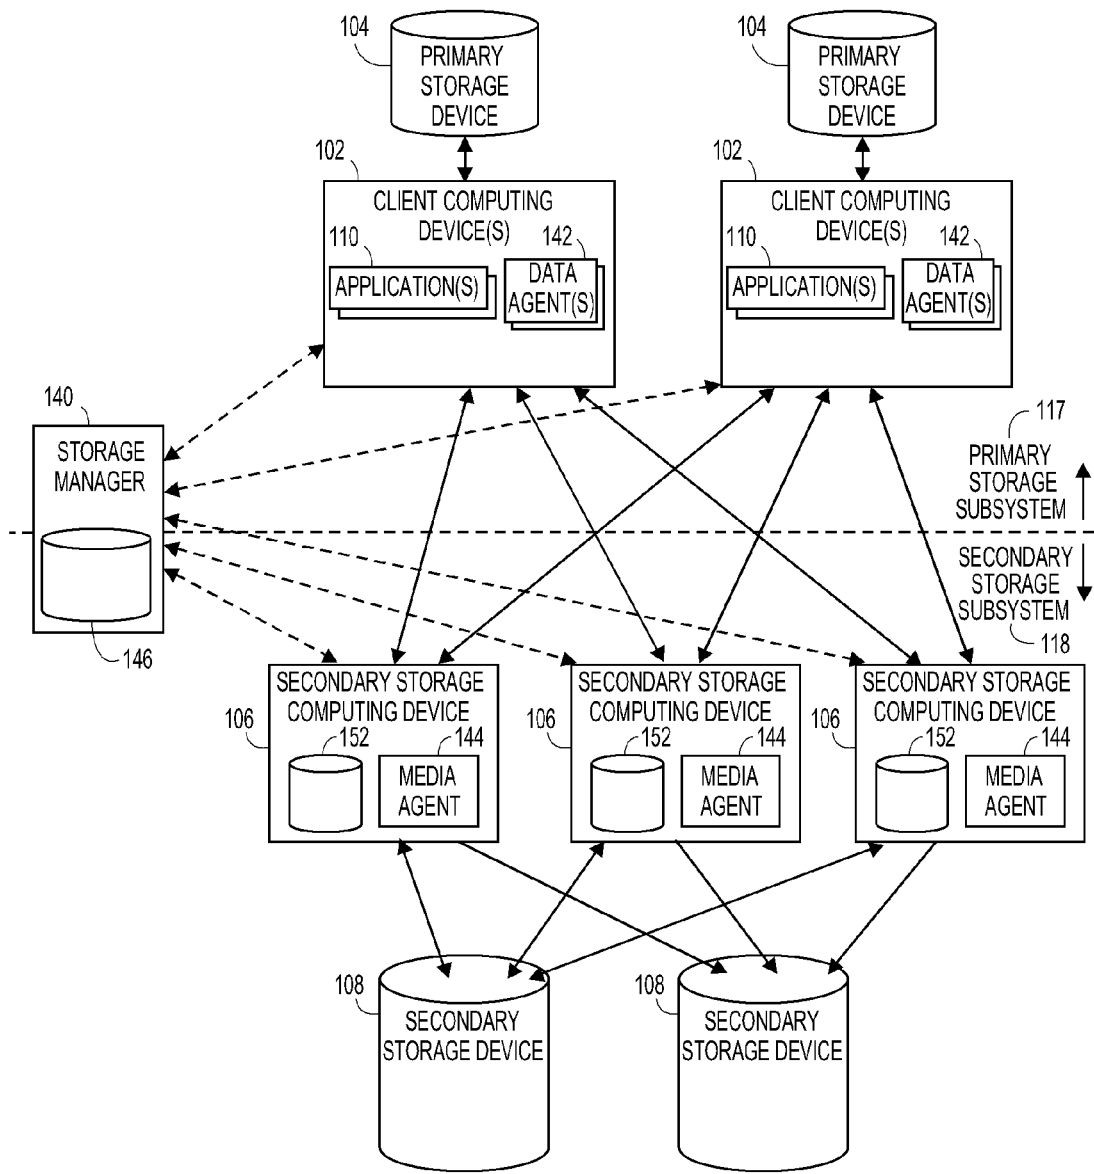 104
PRIMARY
STORAGE
DEVICE
104
PRIMARY
STORAGE
DEVICE
102
CLIENT COMPUTING
DEVICE(S)
110
142
APPLICATION(S)
DATA
AGENT(S)
102
CLIENT COMPUTING
DEVICE(S)
110
142
APPLICATION(S)
DATA
AGENT(S)
140
STORAGE
MANAGER
146
117
PRIMARY
STORAGE
SUBSYSTEM
SECONDARY
STORAGE
SUBSYSTEM
118
SECONDARY STORAGE
COMPUTING DEVICE
106
152
144
MEDIA
AGENT
SECONDARY STORAGE
COMPUTING DEVICE
106
152
144
MEDIA
AGENT
SECONDARY STORAGE
COMPUTING DEVICE
106
152
144
MEDIA
AGENT
108
SECONDARY
STORAGE DEVICE
108
SECONDARY
STORAGE DEVICE